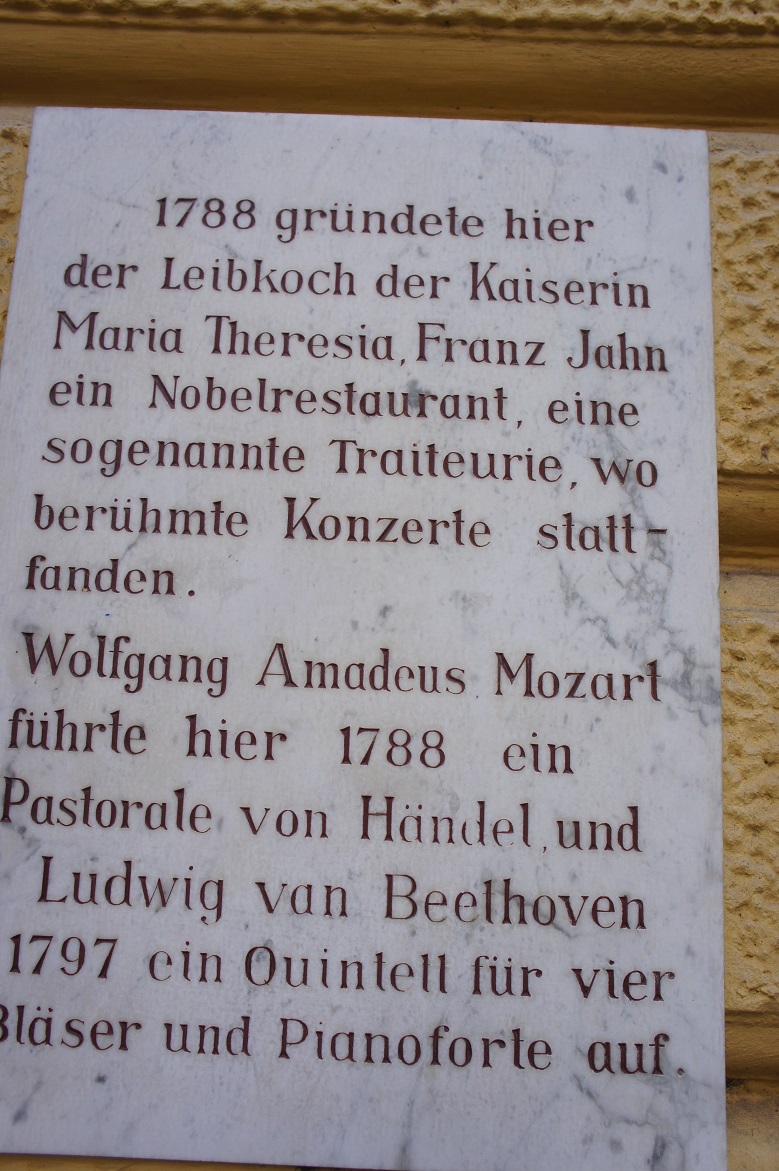 1788 gründete hier
der Leibkoch der Kaiserin
Maria Theresia, Franz Jahn
ein Nobelrestaurant, eine
sogenannte Traiteurie, wo
berühmte Konzerte statt-
fanden.
Wolfgang Amadeus Mozart
führte hier 1788 ein
Pastorale von Händel, und
Ludwig van Beethoven
1797 ein Quintett für vier
Bläser und Pianoforte auf.